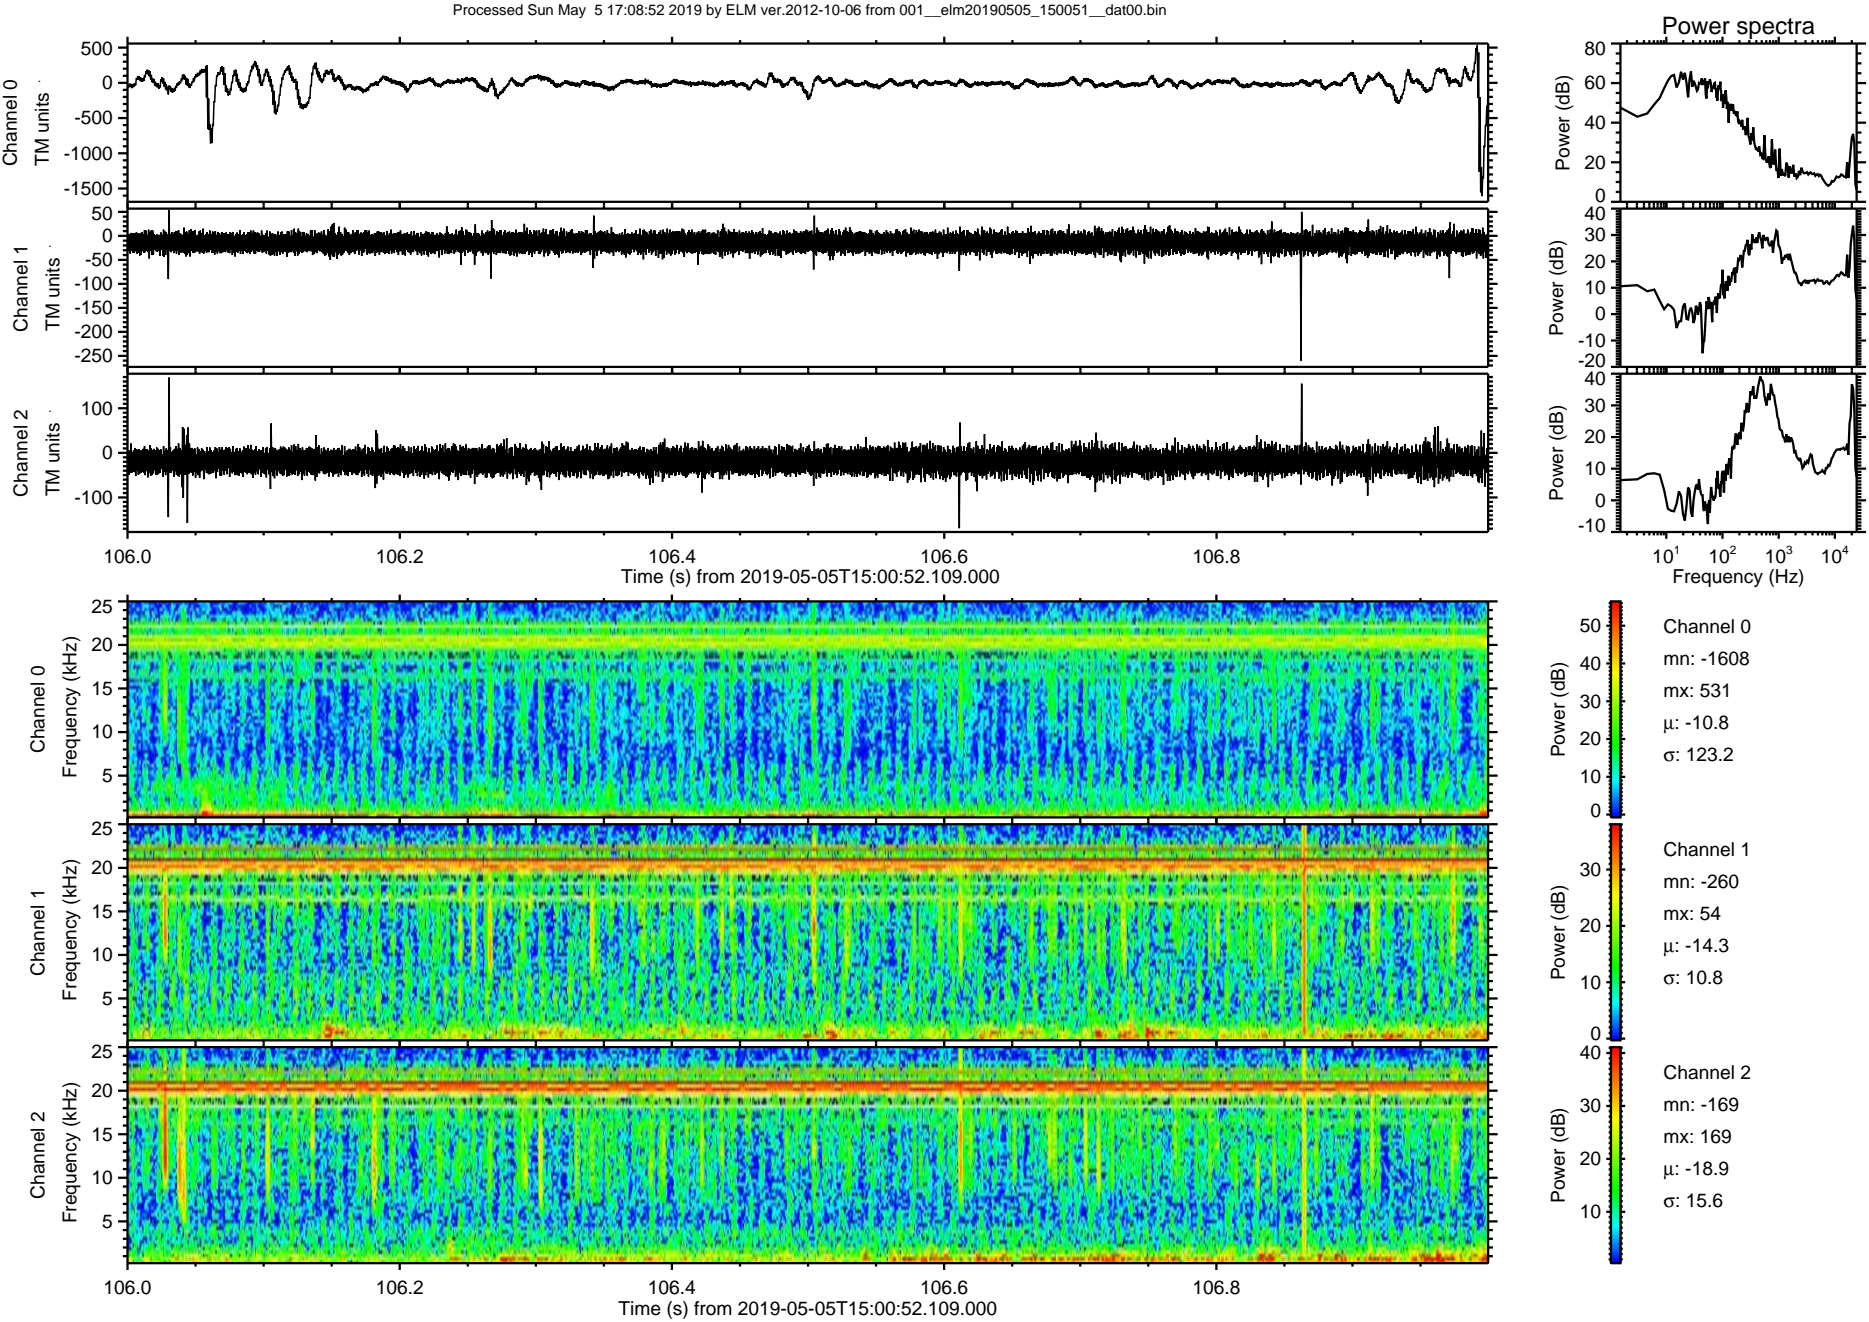 Processed Sun May  5 17:08:52 2019 by ELM ver.2012-10-06 from 001__elm20190505_150051__dat00.bin
Power spectra
Channel 0
TM units
500
0
-500
-1000
-1500
Power (dB)
80
60
40
20
0
Channel 1
TM units
50
0
-50
-100
-150
-200
-250
Power (dB)
40
30
20
10
0
-10
-20
Channel 2
TM units
100
0
-100
Power (dB)
40
30
20
10
0
-10
106.0 106.2 106.4 106.6 106.8
Time (s) from 2019-05-05T15:00:52.109.000
10^1 10^2 10^3 10^4
Frequency (Hz)
Channel 0
Frequency (kHz)
25
20
15
10
5
Power (dB)
50
40
30
20
10
0
Channel 0
mn: -1608
mx: 531
μ: -10.8
σ: 123.2
Channel 1
Frequency (kHz)
25
20
15
10
5
Power (dB)
30
20
10
0
Channel 1
mn: -260
mx: 54
μ: -14.3
σ: 10.8
Channel 2
Frequency (kHz)
25
20
15
10
5
Power (dB)
40
30
20
10
Channel 2
mn: -169
mx: 169
μ: -18.9
σ: 15.6
106.0 106.2 106.4 106.6 106.8
Time (s) from 2019-05-05T15:00:52.109.000